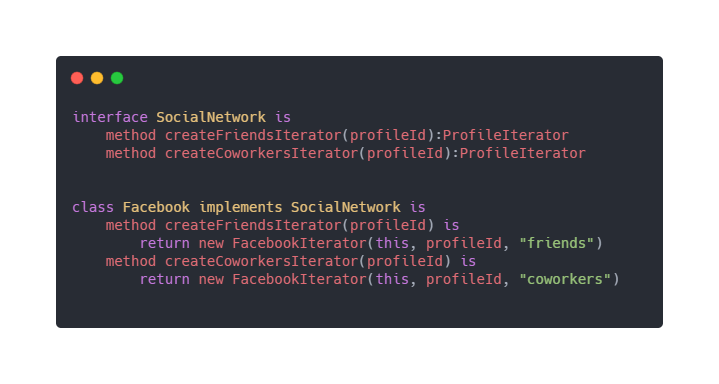 interface SocialNetwork is
method createFriendsIterator(profileId):ProfileIterator
method createCoworkersIterator(profileId):ProfileIterator
class Facebook implements SocialNetwork is
method createFriendsIterator(profileId) is
return new FacebookIterator(this, profileId, "friends")
method createCoworkersIterator(profileId) is
return new FacebookIterator(this, profileId, "coworkers")